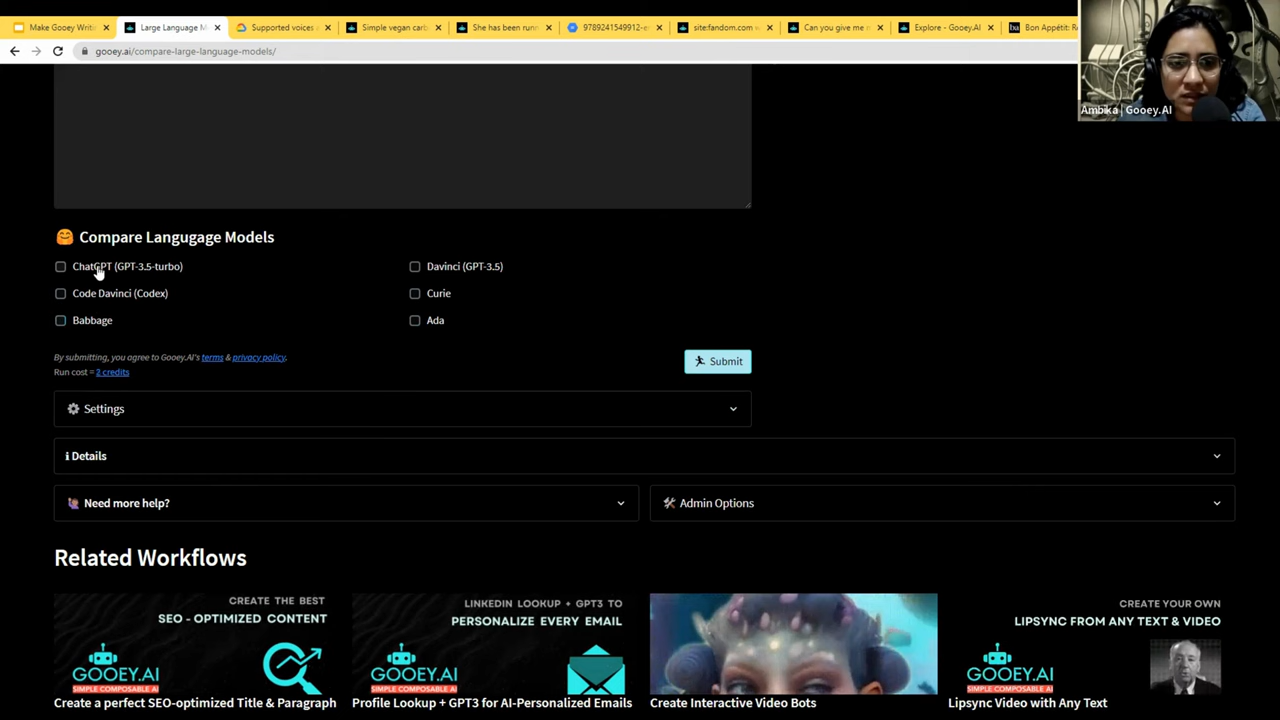 Make Gooey Writi
Large Language M
Supported voices a
Simple vegan carb
She has been runn
9789241549912-e
site:fandom.com w
Can you give me a
Explore - Gooey.AI
Bon Appétit: R
gooey.ai/compare-large-language-models/
Ambika | Gooey.AI
Compare Langugage Models
ChatGPT (GPT-3.5-turbo)
Davinci (GPT-3.5)
Code Davinci (Codex)
Curie
Babbage
Ada
By submitting, you agree to Gooey.AI's terms & privacy policy.
Run cost = 2 credits
Submit
Settings
Details
Need more help?
Admin Options
Related Workflows
CREATE THE BEST
SEO - OPTIMIZED CONTENT
GOOEY.AI
SIMPLE COMPOSABLE AI
Create a perfect SEO-optimized Title & Paragraph
LINKEDIN LOOKUP + GPT3 TO
PERSONALIZE EVERY EMAIL
GOOEY.AI
SIMPLE COMPOSABLE AI
Profile Lookup + GPT3 for AI-Personalized Emails
Create Interactive Video Bots
CREATE YOUR OWN
LIPSYNC FROM ANY TEXT & VIDEO
GOOEY.AI
SIMPLE COMPOSABLE AI
Lipsync Video with Any Text